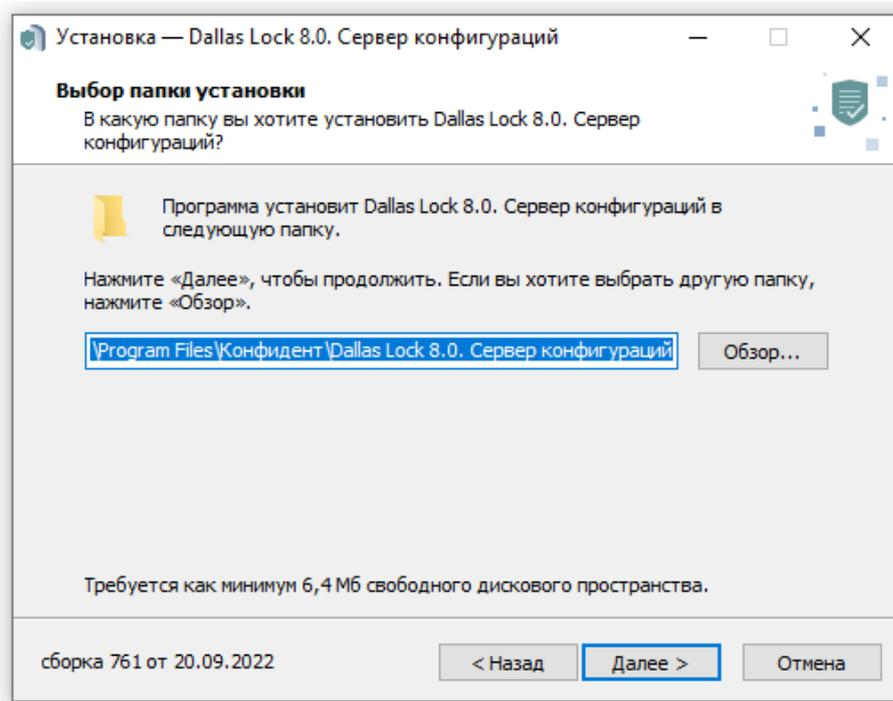 Установка — Dallas Lock 8.0. Сервер конфигураций
Выбор папки установки
В какую папку вы хотите установить Dallas Lock 8.0. Сервер
конфигураций?
Программа установит Dallas Lock 8.0. Сервер конфигураций в
следующую папку.
Нажмите «Далее», чтобы продолжить. Если вы хотите выбрать другую папку,
нажмите «Обзор».
\Program Files\Конфидент\Dallas Lock 8.0. Сервер конфигураций
Обзор...
Требуется как минимум 6,4 Мб свободного дискового пространства.
сборка 761 от 20.09.2022
< Назад
Далее >
Отмена